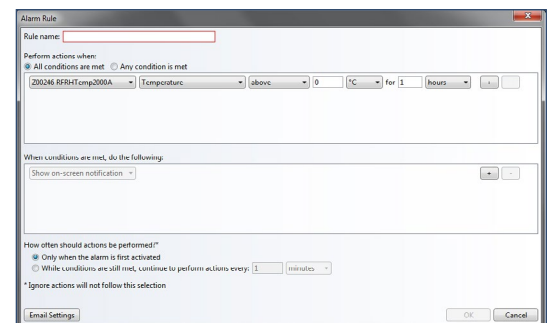 Alarm Rule
Rule name:
Perform actions when:
All conditions are met Any condition is met
Z00246 RFRHTemp2000A Temperature above 0 °C for 1 hours + -
When conditions are met, do the following:
Show on-screen notification + -
How often should actions be performed?*
Only when the alarm is first activated
While conditions are still met, continue to perform actions every: 1 minutes
* Ignore actions will not follow this selection
Email Settings OK Cancel